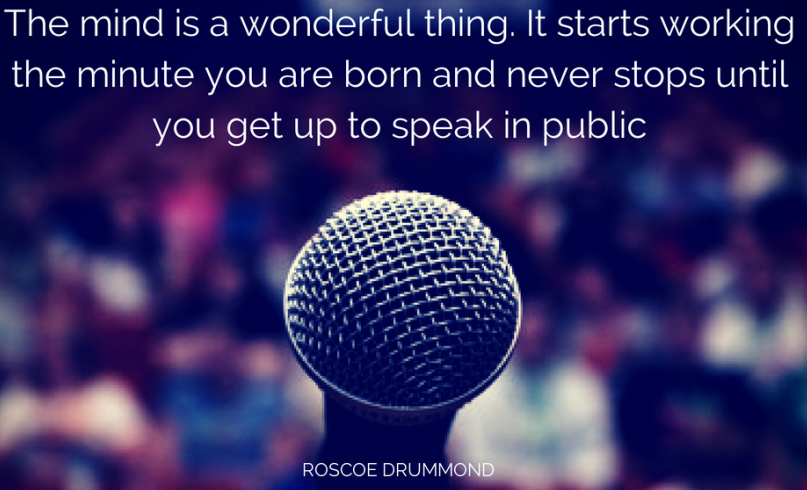 The mind is a wonderful thing. It starts working
the minute you are born and never stops until
you get up to speak in public
ROSCOE DRUMMOND